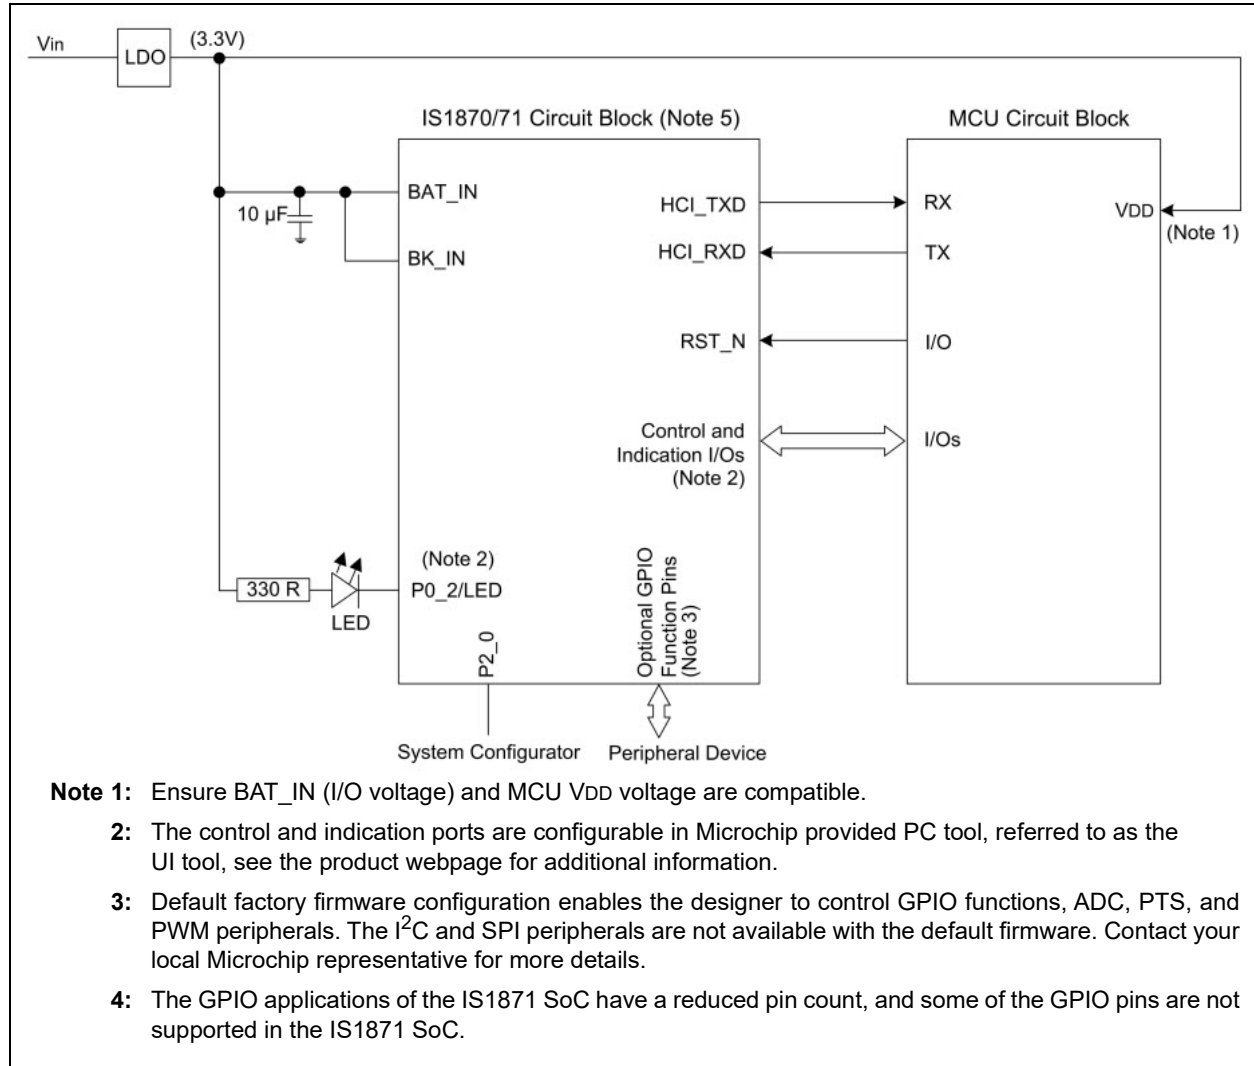 Vin
LDO
(3.3V)
IS1870/71 Circuit Block (Note 5)
MCU Circuit Block
BAT_IN
10 µF
BK_IN
HCI_TXD
RX
VDD
(Note 1)
HCI_RXD
TX
RST_N
I/O
Control and
Indication I/Os
(Note 2)
I/Os
(Note 2)
P0_2/LED
330 R
LED
P2_0
Optional GPIO
Function Pins
(Note 3)
System Configurator
Peripheral Device
Note 1: Ensure BAT_IN (I/O voltage) and MCU VDD voltage are compatible.
2: The control and indication ports are configurable in Microchip provided PC tool, referred to as the
UI tool, see the product webpage for additional information.
3: Default factory firmware configuration enables the designer to control GPIO functions, ADC, PTS, and
PWM peripherals. The I²C and SPI peripherals are not available with the default firmware. Contact your
local Microchip representative for more details.
4: The GPIO applications of the IS1871 SoC have a reduced pin count, and some of the GPIO pins are not
supported in the IS1871 SoC.